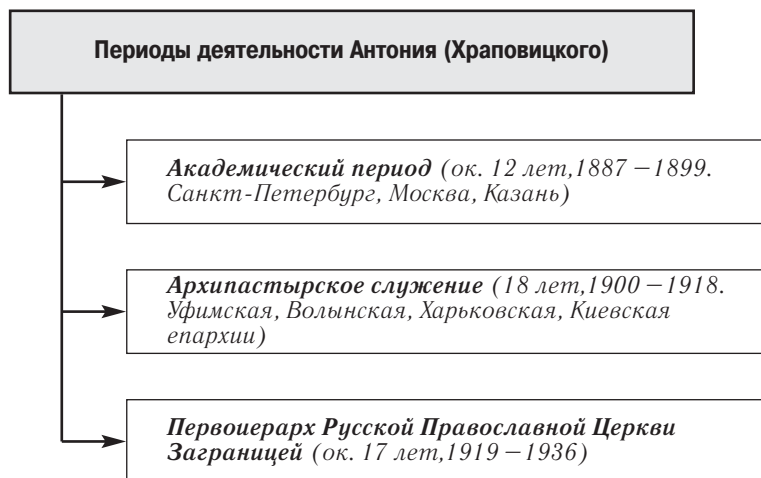 Периоды деятельности Антония (Храповицкого)
Академический период (ок. 12 лет,1887 – 1899.
Санкт-Петербург, Москва, Казань)
Архипастырское служение (18 лет,1900 – 1918.
Уфимская, Волынская, Харьковская, Киевская
епархии)
Первоиерарх Русской Православной Церкви
Заграницей (ок. 17 лет,1919 – 1936)